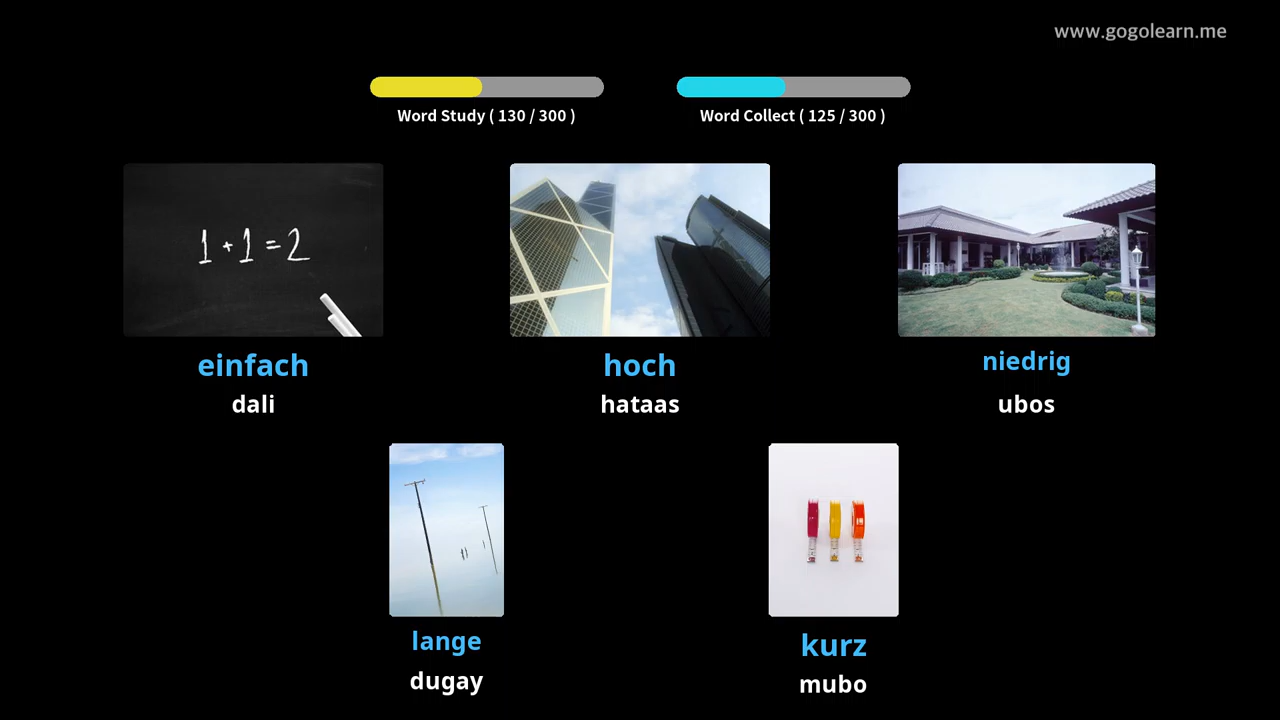 www.gogolearn.me
Word Study ( 130 / 300 )
Word Collect ( 125 / 300 )
1 + 1 = 2
einfach
dali
hoch
hataas
niedrig
ubos
lange
dugay
kurz
mubo